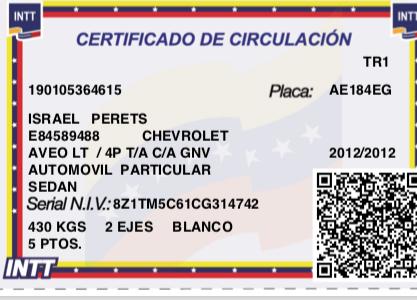 INTT
INTT
CERTIFICADO DE CIRCULACIÓN
TR1
190105364615 Placa: AE184EG
ISRAEL PERETS
E84589488 CHEVROLET
AVEO LT / 4P T/A C/A GNV 2012/2012
AUTOMOVIL PARTICULAR
SEDAN
Serial N.I.V.: 8Z1TM5C61CG314742
430 KGS 2 EJES BLANCO
5 PTOS.
INTT